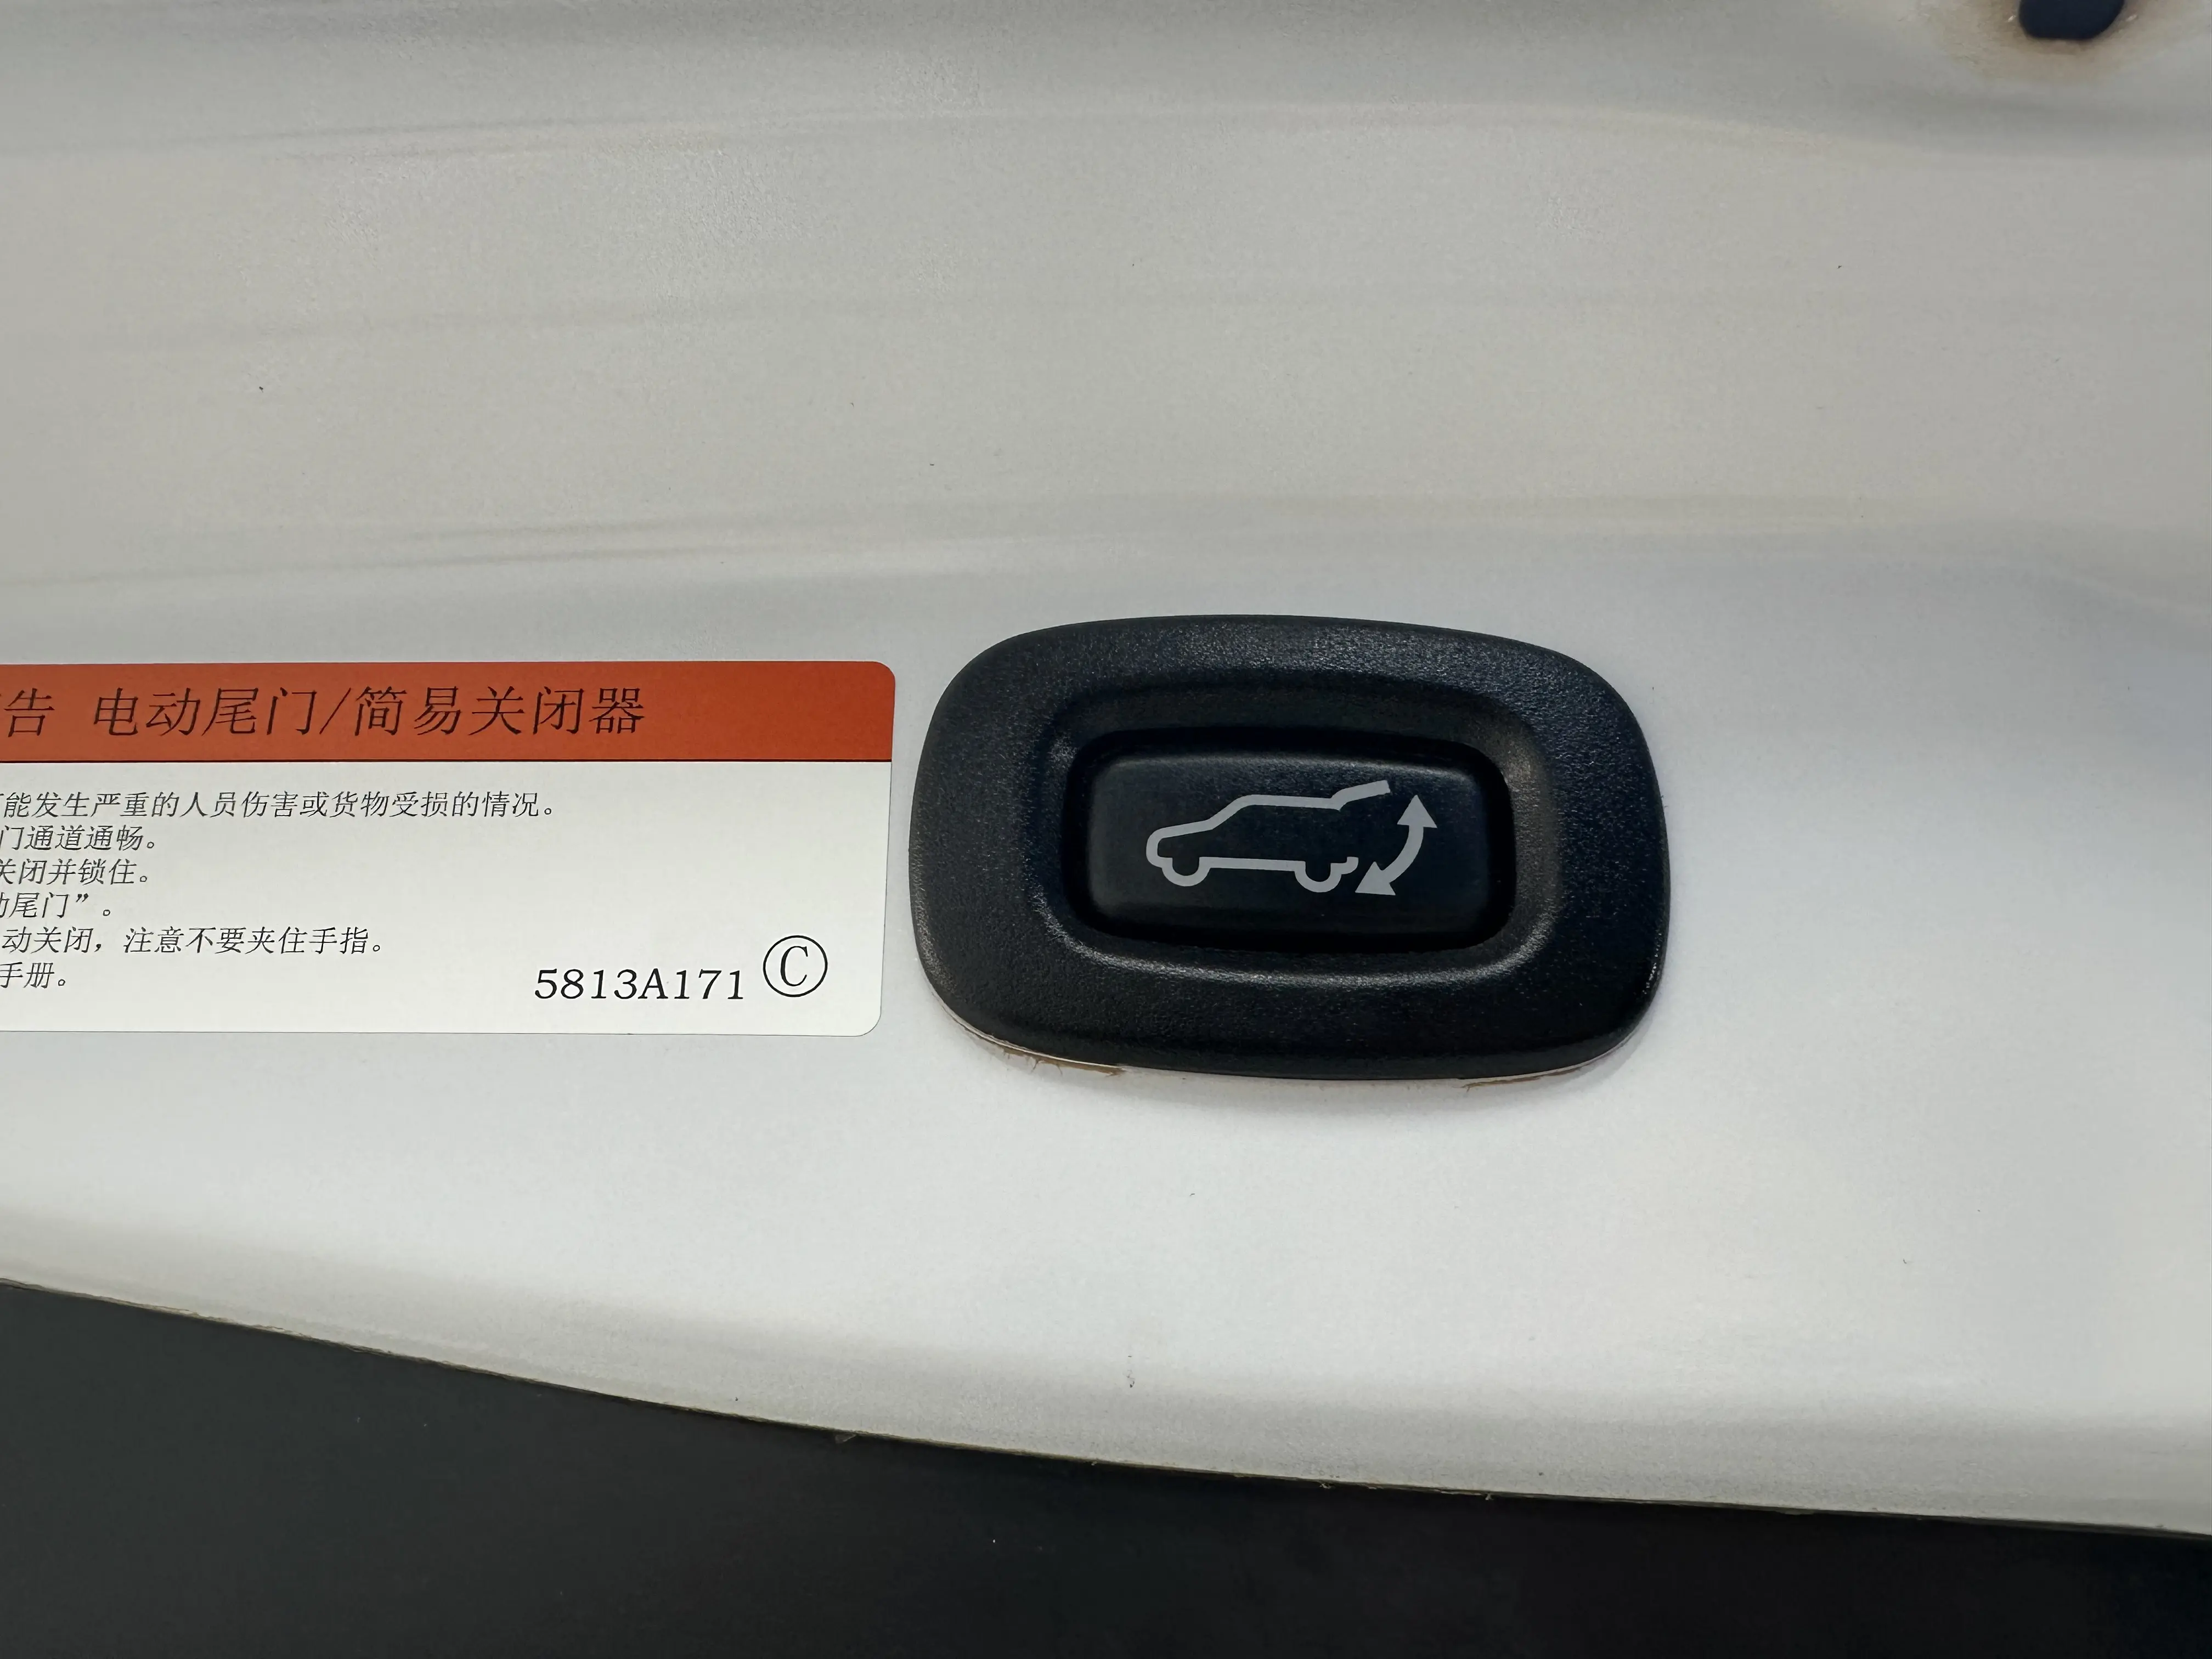 告 电动尾门/简易关闭器
能发生严重的人员伤害或货物受损的情况。
门通道通畅。
关闭并锁住。
尾门”。
动关闭，注意不要夹住手指。
手册。
5813A171 Ⓒ